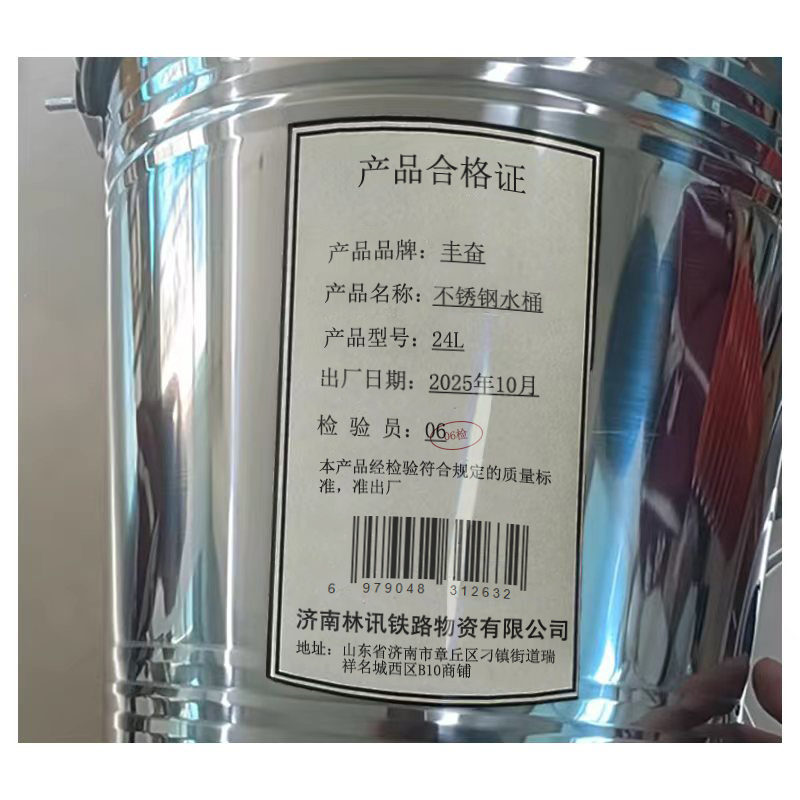 产品合格证
产品品牌：丰奋
产品名称：不锈钢水桶
产品型号：24L
出厂日期：2025年10月
检 验 员：06
06检
本产品经检验符合规定的质量标
准，准出厂
6 979048 312632
济南林讯铁路物资有限公司
地址：山东省济南市章丘区刁镇街道瑞
祥名城西区B10商铺